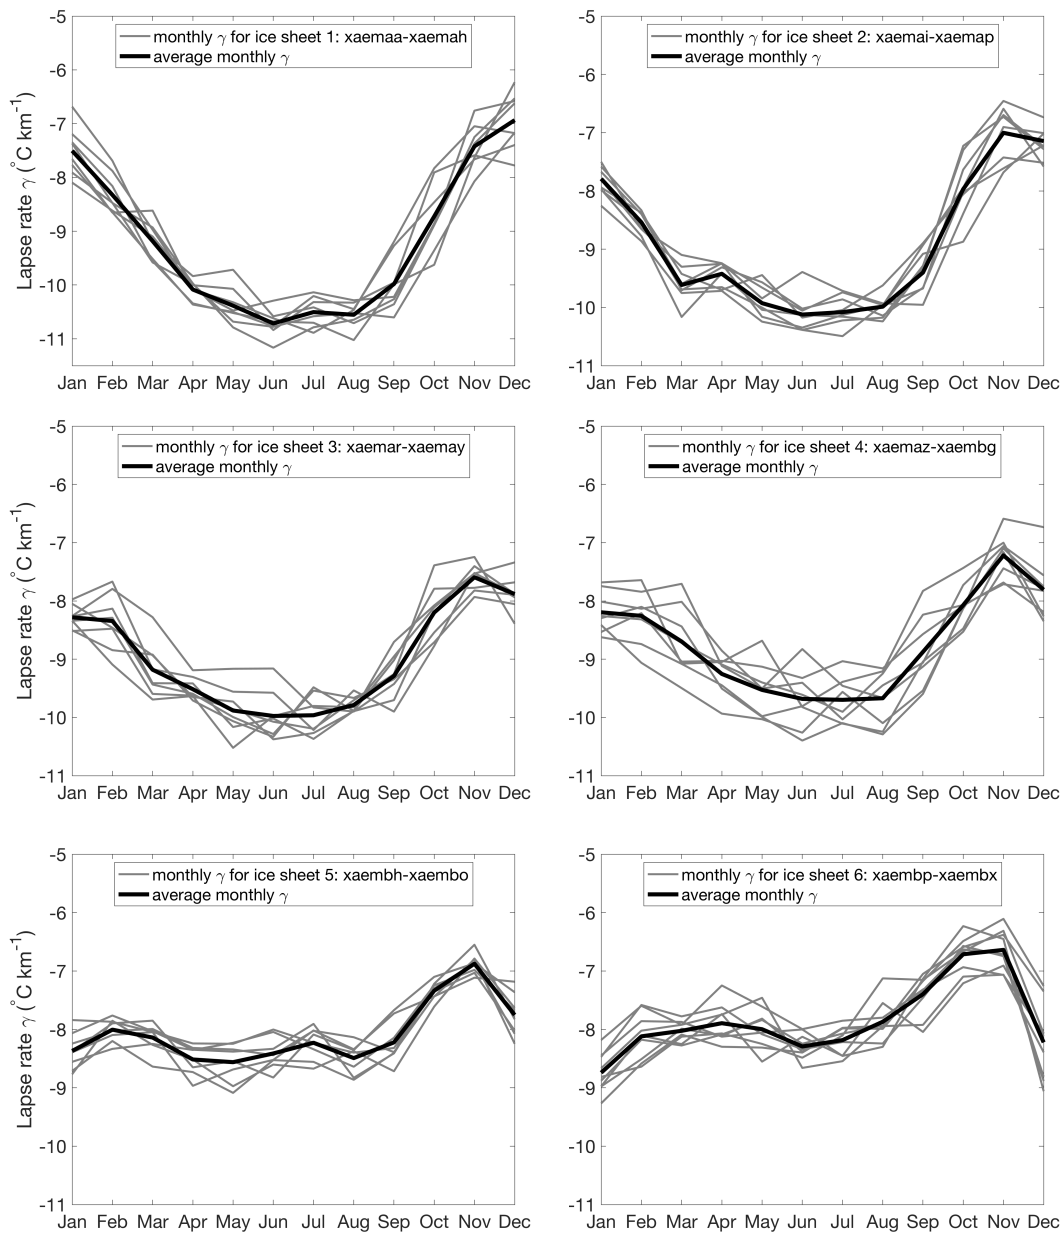 monthly γ for ice sheet 1: xaemaa-xaemah
average monthly γ
Lapse rate γ (°C km⁻¹)
-5
-6
-7
-8
-9
-10
-11
Jan Feb Mar Apr May Jun Jul Aug Sep Oct Nov Dec
monthly γ for ice sheet 2: xaemai-xaemap
average monthly γ
-5
-6
-7
-8
-9
-10
-11
Jan Feb Mar Apr May Jun Jul Aug Sep Oct Nov Dec
monthly γ for ice sheet 3: xaemar-xaemay
average monthly γ
Lapse rate γ (°C km⁻¹)
-5
-6
-7
-8
-9
-10
-11
Jan Feb Mar Apr May Jun Jul Aug Sep Oct Nov Dec
monthly γ for ice sheet 4: xaemaz-xaembg
average monthly γ
-5
-6
-7
-8
-9
-10
-11
Jan Feb Mar Apr May Jun Jul Aug Sep Oct Nov Dec
monthly γ for ice sheet 5: xaembh-xaembo
average monthly γ
Lapse rate γ (°C km⁻¹)
-5
-6
-7
-8
-9
-10
-11
Jan Feb Mar Apr May Jun Jul Aug Sep Oct Nov Dec
monthly γ for ice sheet 6: xaembp-xaembx
average monthly γ
-5
-6
-7
-8
-9
-10
-11
Jan Feb Mar Apr May Jun Jul Aug Sep Oct Nov Dec